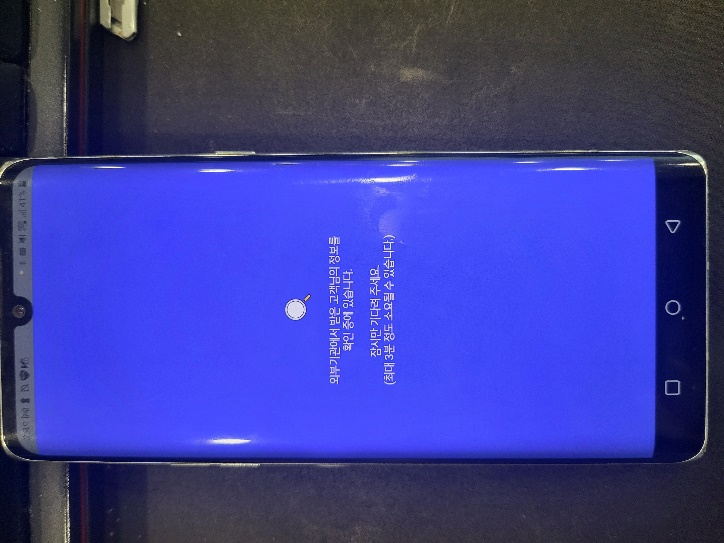 외부기관에서 받은 고객님의 정보를
확인 중에 있습니다.
잠시만 기다려 주세요.
(최대 3분 정도 소요될 수 있습니다.)